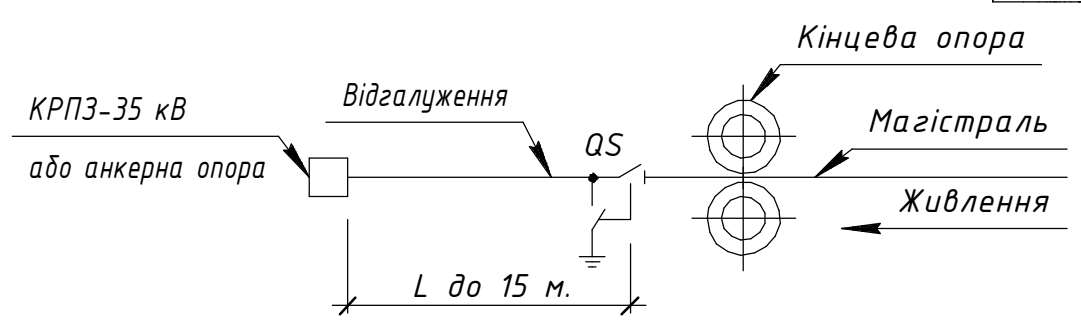 Кінцева опора
КРПЗ-35 кВ
або анкерна опора
Відгалуження
QS
Магістраль
Живлення
L до 15 м.